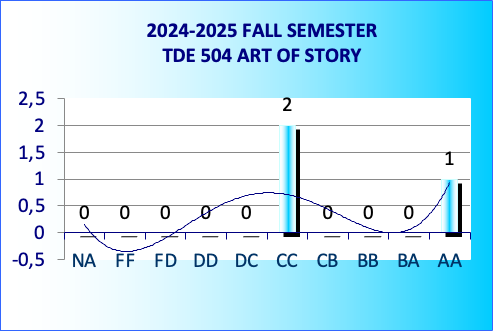 2024-2025 FALL SEMESTER
TDE 504 ART OF STORY
2,5
2
1,5
1
0,5
0
-0,5
0 0 0 0 0 2 0 0 0 1
NA FF FD DD DC CC CB BB BA AA